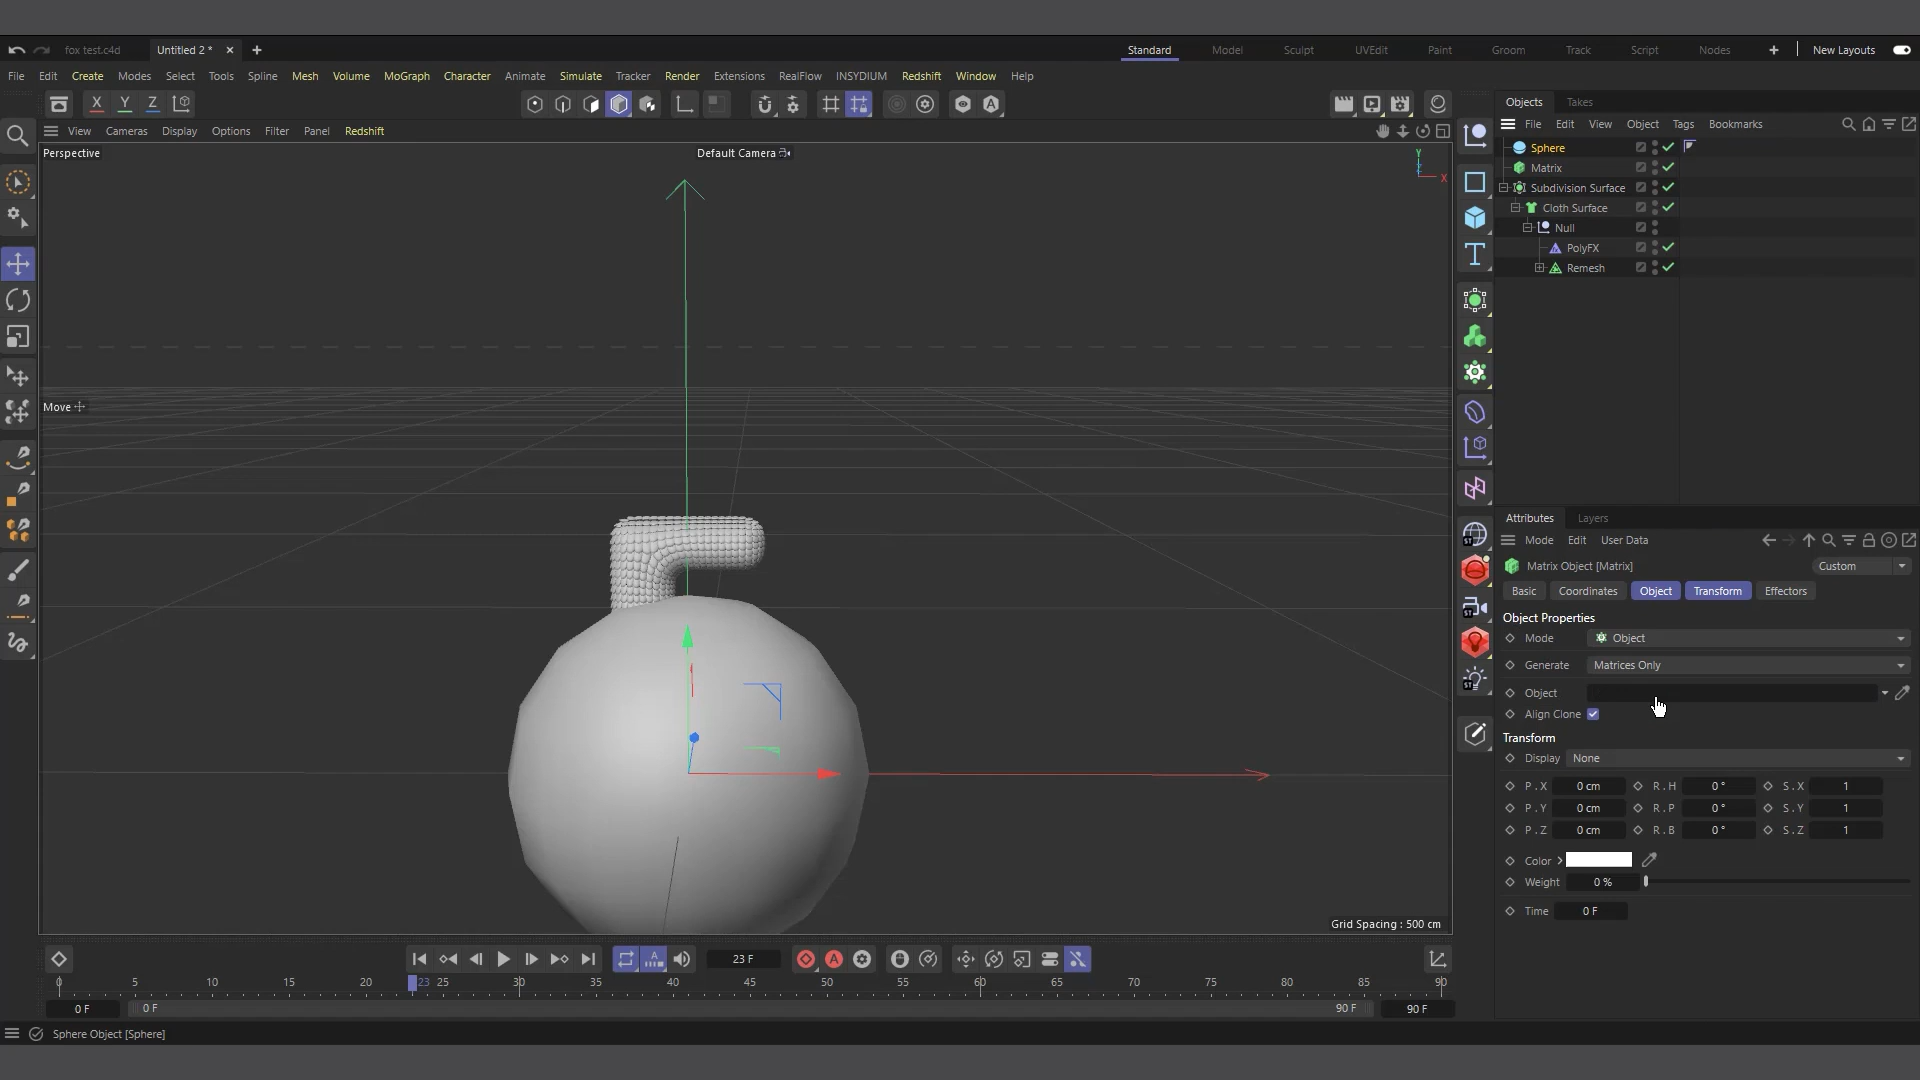 fox test.c4d Untitled 2 * Standard Model Sculpt UVEdit Paint Groom Track Script Nodes New Layouts
File Edit Create Modes Select Tools Spline Mesh Volume MoGraph Character Animate Simulate Tracker Render Extensions RealFlow INSYDIUM Redshift Window Help
X Y Z
Objects Takes
File Edit View Object Tags Bookmarks
View Cameras Display Options Filter Panel Redshift
Perspective
Default Camera
Y
Z
X
Sphere
Matrix
Subdivision Surface
Cloth Surface
Null
PolyFX
Remesh
Move
Attributes Layers
Mode Edit User Data
Matrix Object [Matrix] Custom
Basic Coordinates Object Transform Effectors
Object Properties
Mode Object
Generate Matrices Only
Object
Align Clone
Transform
Display None
P . X 0 cm R . H 0 ° S . X 1
P . Y 0 cm R . P 0 ° S . Y 1
P . Z 0 cm R . B 0 ° S . Z 1
Color
Weight 0 %
Time 0 F
Grid Spacing : 500 cm
23 F
0 5 10 15 20 23 25 30 35 40 45 50 55 60 65 70 75 80 85 90
0 F 0 F 90 F 90 F
Sphere Object [Sphere]